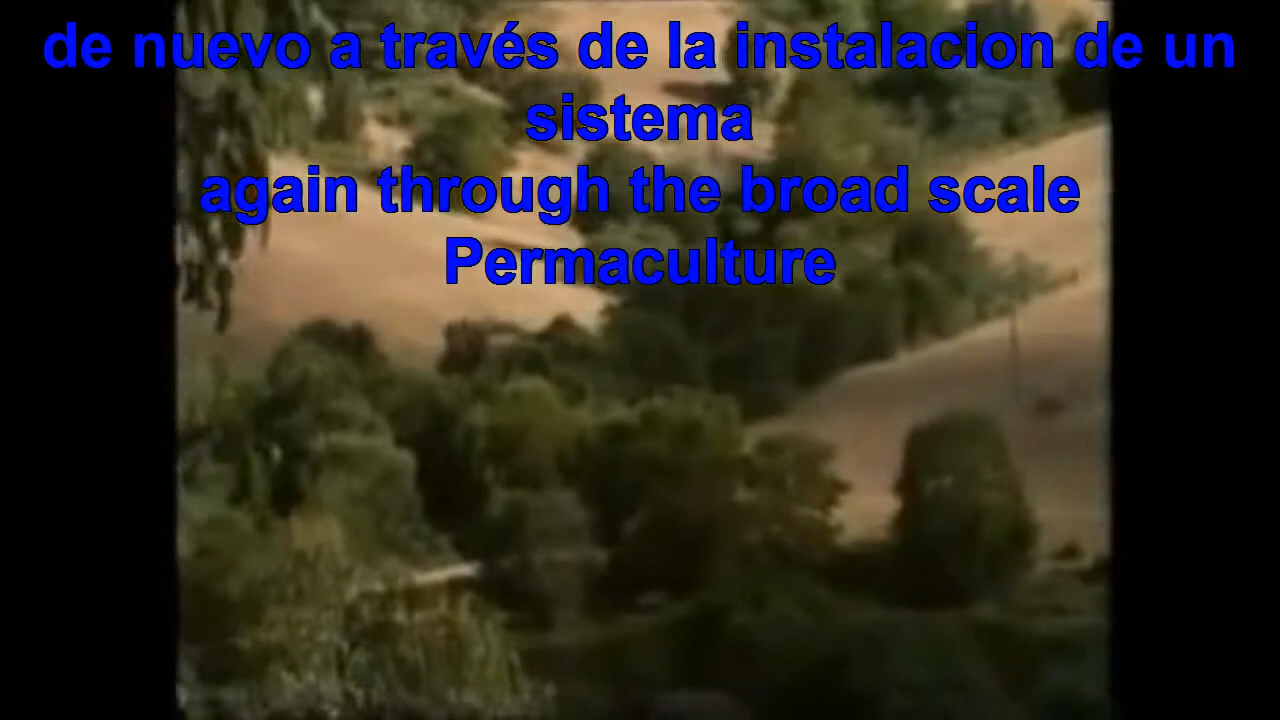 de nuevo a través de la instalacion de un
sistema
again through the broad scale
Permaculture